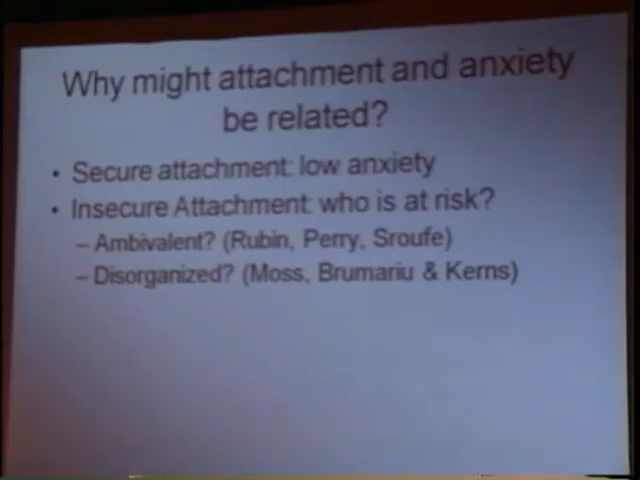 Why might attachment and anxiety
be related?
• Secure attachment: low anxiety
• Insecure Attachment: who is at risk?
– Ambivalent? (Rubin, Perry, Sroufe)
– Disorganized? (Moss, Brumariu & Kerns)